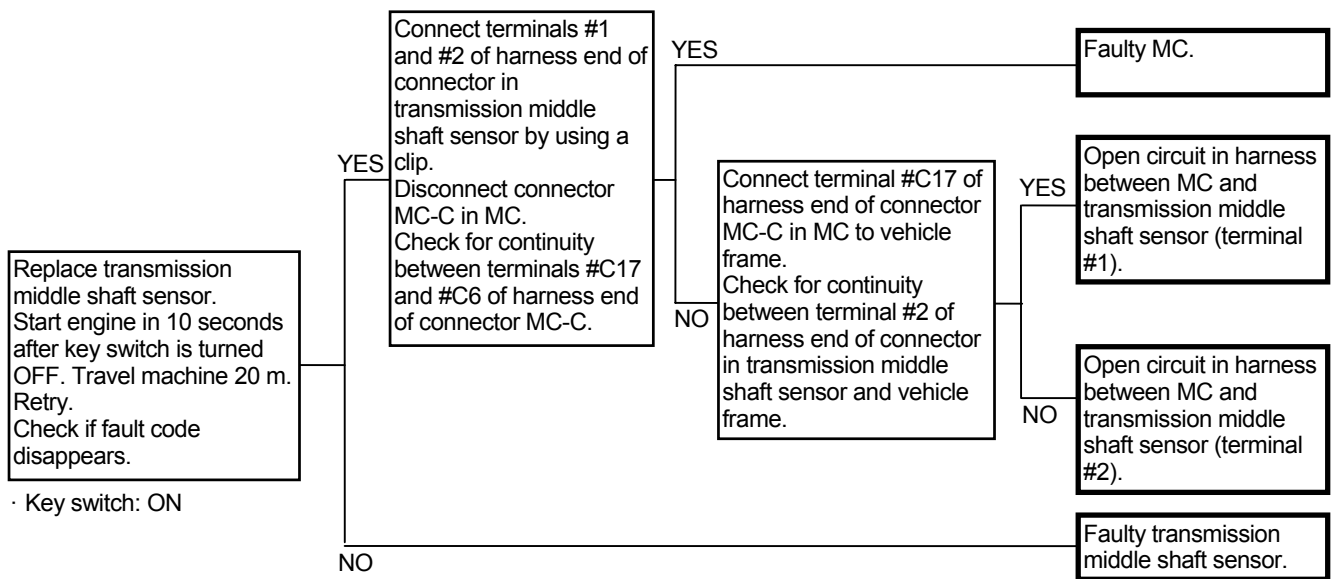 Replace transmission
middle shaft sensor.
Start engine in 10 seconds
after key switch is turned
OFF. Travel machine 20 m.
Retry.
Check if fault code
disappears.
· Key switch: ON
YES
NO
Connect terminals #1
and #2 of harness end of
connector in
transmission middle
shaft sensor by using a
clip.
Disconnect connector
MC-C in MC.
Check for continuity
between terminals #C17
and #C6 of harness end
of connector MC-C.
YES
NO
Connect terminal #C17 of
harness end of connector
MC-C in MC to vehicle
frame.
Check for continuity
between terminal #2 of
harness end of connector
in transmission middle
shaft sensor and vehicle
frame.
YES
NO
Faulty MC.
Open circuit in harness
between MC and
transmission middle
shaft sensor (terminal
#1).
Open circuit in harness
between MC and
transmission middle
shaft sensor (terminal
#2).
Faulty transmission
middle shaft sensor.